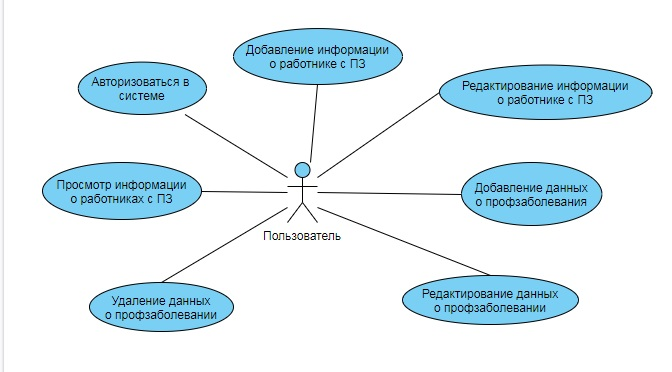 Добавление информации
о работнике с ПЗ
Авторизоваться в
системе
Редактирование информации
о работнике с ПЗ
Просмотр информации
о работниках с ПЗ
Добавление данных
о профзаболевания
Пользователь
Удаление данных
о профзаболевании
Редактирование данных
о профзаболевании